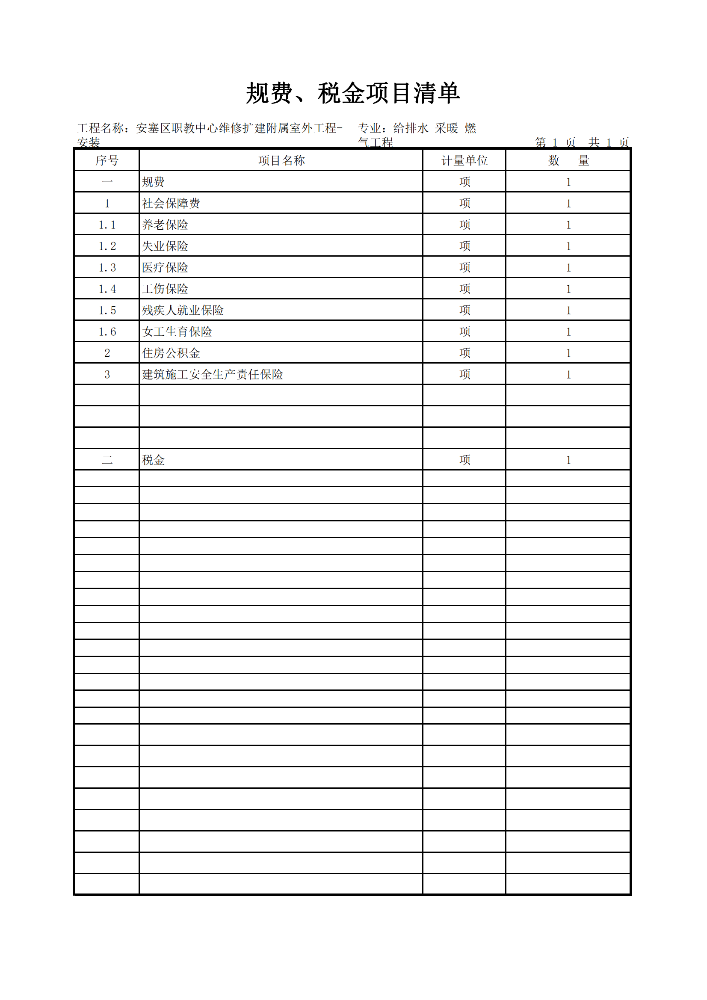 规费、税金项目清单
工程名称：安塞区职教中心维修扩建附属室外工程-
安装
专业：给排水 采暖 燃
气工程
第 1 页 共 1 页
序号 项目名称 计量单位 数 量
一 规费 项 1
1 社会保障费 项 1
1.1 养老保险 项 1
1.2 失业保险 项 1
1.3 医疗保险 项 1
1.4 工伤保险 项 1
1.5 残疾人就业保险 项 1
1.6 女工生育保险 项 1
2 住房公积金 项 1
3 建筑施工安全生产责任保险 项 1
二 税金 项 1